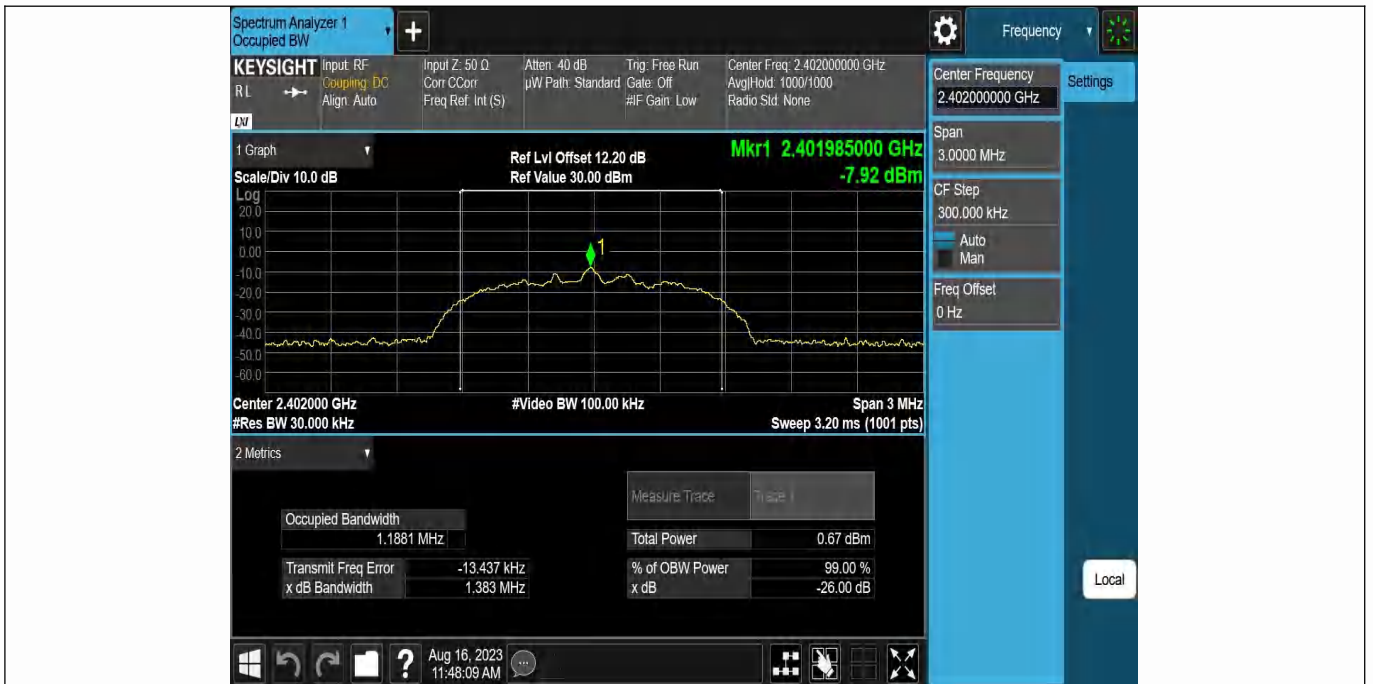 Spectrum Analyzer 1
Occupied BW
+
Frequency
KEYSIGHT
RL
LXI
Input: RF
Coupling: DC
Align: Auto
Input Z: 50 Ω
Corr CCorr
Freq Ref: Int (S)
Atten: 40 dB
µW Path: Standard
Trig: Free Run
Gate: Off
#IF Gain: Low
Center Freq: 2.402000000 GHz
Avg|Hold: 1000/1000
Radio Std: None
Center Frequency
2.402000000 GHz
Settings
Span
3.0000 MHz
CF Step
300.000 kHz
Auto
Man
Freq Offset
0 Hz
Local
1 Graph
Scale/Div 10.0 dB
Ref Lvl Offset 12.20 dB
Ref Value 30.00 dBm
Mkr1 2.401985000 GHz
-7.92 dBm
Log
20.0
10.0
0.00
-10.0
-20.0
-30.0
-40.0
-50.0
-60.0
1
Center 2.402000 GHz
#Video BW 100.00 kHz
Span 3 MHz
#Res BW 30.000 kHz
Sweep 3.20 ms (1001 pts)
2 Metrics
Measure Trace
Trace 1
Occupied Bandwidth
1.1881 MHz
Total Power
0.67 dBm
Transmit Freq Error
-13.437 kHz
% of OBW Power
99.00 %
x dB Bandwidth
1.383 MHz
x dB
-26.00 dB
?
Aug 16, 2023
11:48:09 AM